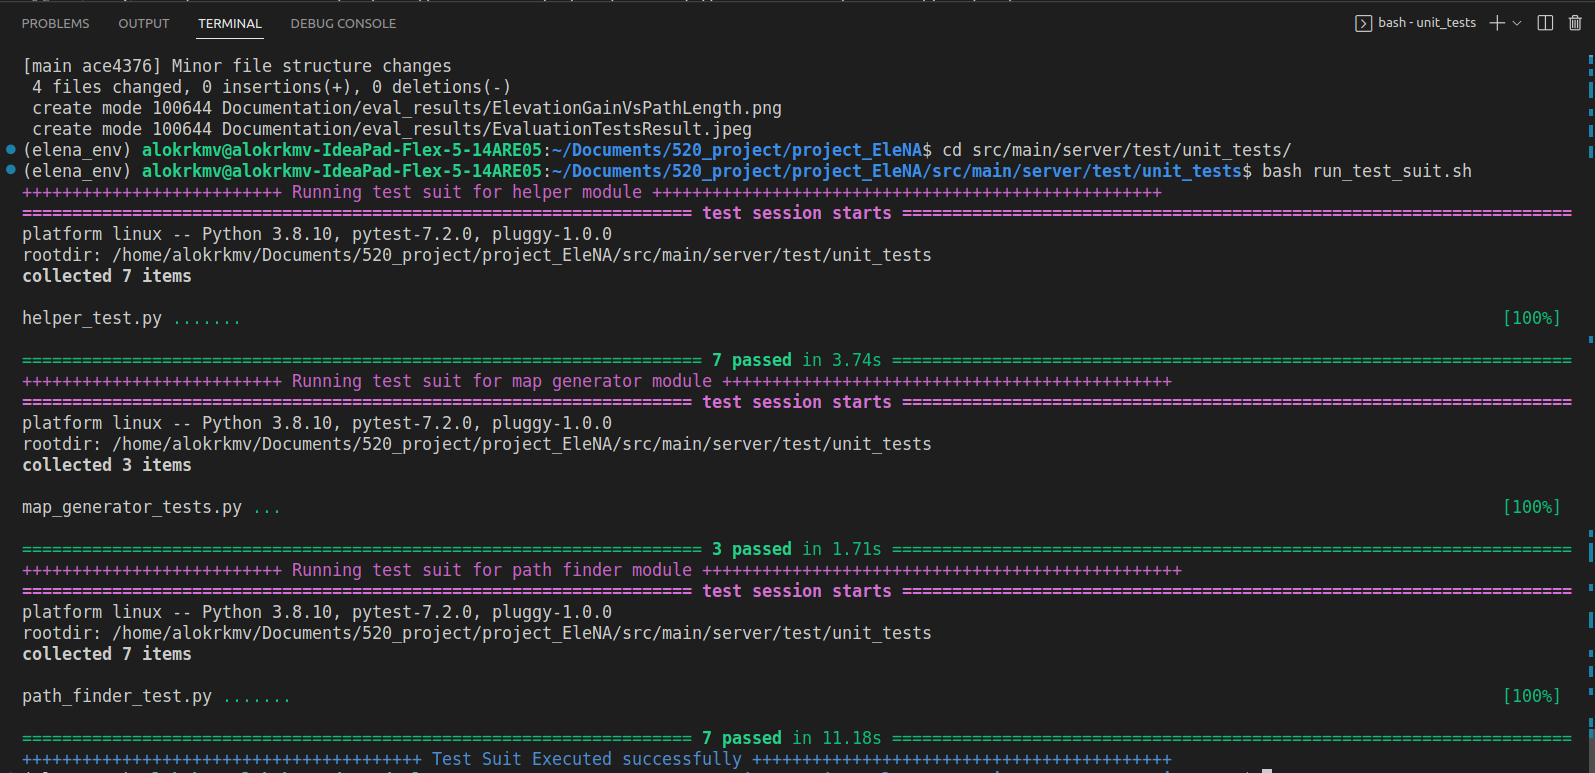 PROBLEMS OUTPUT TERMINAL DEBUG CONSOLE bash - unit_tests
[main ace4376] Minor file structure changes
 4 files changed, 0 insertions(+), 0 deletions(-)
 create mode 100644 Documentation/eval_results/ElevationGainVsPathLength.png
 create mode 100644 Documentation/eval_results/EvaluationTestsResult.jpeg
(elena_env) alokrkmv@alokrkmv-IdeaPad-Flex-5-14ARE05:~/Documents/520_project/project_EleNA$ cd src/main/server/test/unit_tests/
(elena_env) alokrkmv@alokrkmv-IdeaPad-Flex-5-14ARE05:~/Documents/520_project/project_EleNA/src/main/server/test/unit_tests$ bash run_test_suit.sh
++++++++++++++++++++++++++ Running test suit for helper module +++++++++++++++++++++++++++++++++++++++++++++++++++
=================================================================== test session starts ===================================================================
platform linux -- Python 3.8.10, pytest-7.2.0, pluggy-1.0.0
rootdir: /home/alokrkmv/Documents/520_project/project_EleNA/src/main/server/test/unit_tests
collected 7 items
helper_test.py ....... [100%]
==================================================================== 7 passed in 3.74s ====================================================================
++++++++++++++++++++++++++ Running test suit for map generator module +++++++++++++++++++++++++++++++++++++++++++++
=================================================================== test session starts ===================================================================
platform linux -- Python 3.8.10, pytest-7.2.0, pluggy-1.0.0
rootdir: /home/alokrkmv/Documents/520_project/project_EleNA/src/main/server/test/unit_tests
collected 3 items
map_generator_tests.py ... [100%]
==================================================================== 3 passed in 1.71s ====================================================================
++++++++++++++++++++++++++ Running test suit for path finder module ++++++++++++++++++++++++++++++++++++++++++++++++
=================================================================== test session starts ===================================================================
platform linux -- Python 3.8.10, pytest-7.2.0, pluggy-1.0.0
rootdir: /home/alokrkmv/Documents/520_project/project_EleNA/src/main/server/test/unit_tests
collected 7 items
path_finder_test.py ....... [100%]
=================================================================== 7 passed in 11.18s ====================================================================
++++++++++++++++++++++++++++++++++++++++ Test Suit Executed successfully ++++++++++++++++++++++++++++++++++++++++++